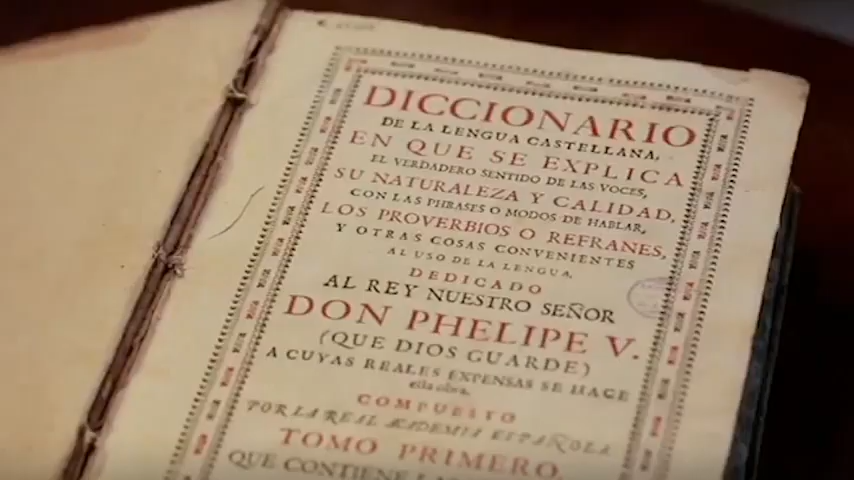 DICCIONARIO
DE LA LENGUA CASTELLANA,
EN QUE SE EXPLICA
EL VERDADERO SENTIDO DE LAS VOCES,
SU NATURALEZA Y CALIDAD,
CON LAS PHRASES O MODOS DE HABLAR,
LOS PROVERBIOS O REFRANES,
Y OTRAS COSAS CONVENIENTES
AL USO DE LA LENGUA.
DEDICADO
AL REY NUESTRO SEÑOR
DON PHELIPE V.
(QUE DIOS GUARDE)
A CUYAS REALES EXPENSAS SE HACE
esta obra.
COMPUESTO
POR LA REAL ACADEMIA ESPAÑOLA
TOMO PRIMERO.
QUE CONTIENE LAS